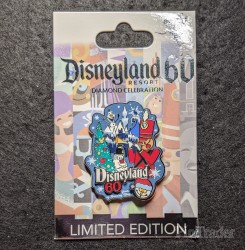 Disneyland 60
RESORT
DIAMOND CELEBRATION
Disneyland
60
LIMITED EDITION